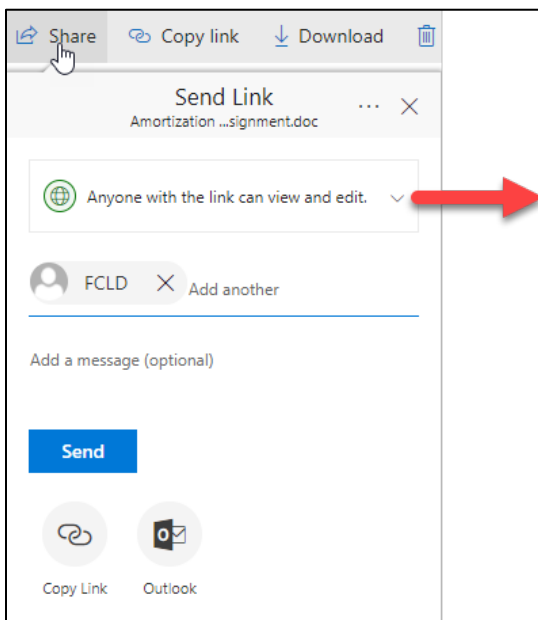 Share Copy link Download
Send Link
Amortization ...signment.doc
Anyone with the link can view and edit.
FCLD Add another
Add a message (optional)
Send
Copy Link Outlook